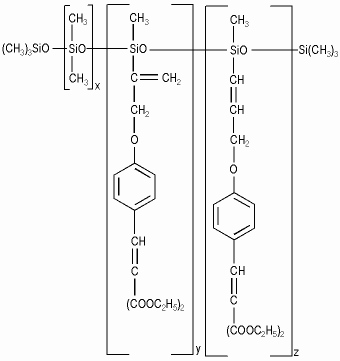 CH₃ CH₃ CH₃
(CH₃)₃SiO SiO SiO SiO Si(CH₃)₃
CH₃ x C CH₂ CH
CH₂ CH
O CH₂
O
CH
C CH
(COOC₂H₅)₂ C
(COOC₂H₅)₂
y z